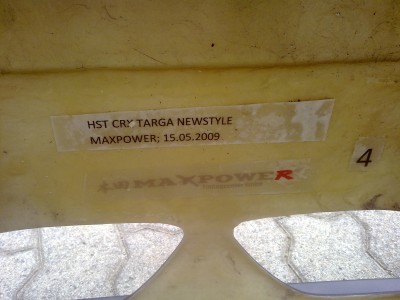 HST CRX TARGA NEWSTYLE
MAXPOWER; 15.05.2009
4
MAXPOWER